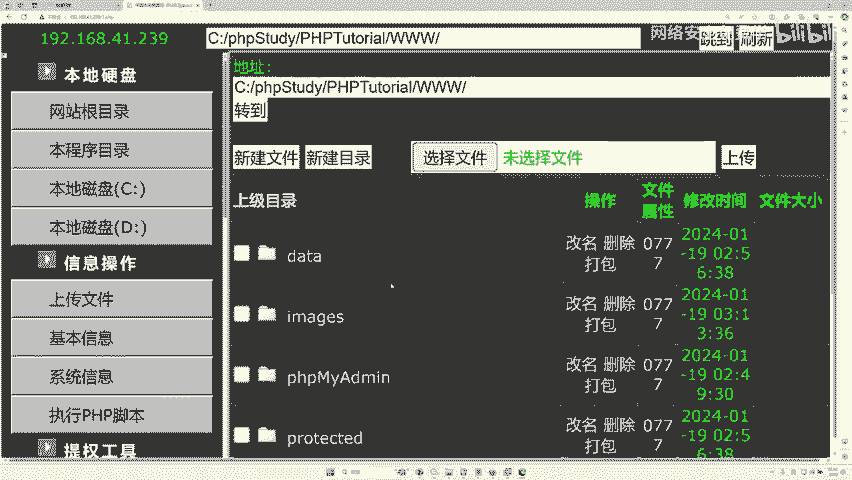 192.168.41.239
C:/phpStudy/PHPTutorial/WWW/
跳到 刷新
bilibili
本地硬盘
网站根目录
本程序目录
本地磁盘(C:)
本地磁盘(D:)
信息操作
上传文件
基本信息
系统信息
执行PHP脚本
提权工具
地址:
C:/phpStudy/PHPTutorial/WWW/
转到
新建文件 新建目录 选择文件 未选择文件 上传
上级目录 操作 文件属性 修改时间 文件大小
data 改名 删除 打包 0777 2024-01-19 02:56:38
images 改名 删除 打包 0777 2024-01-19 03:13:36
phpMyAdmin 改名 删除 打包 0777 2024-01-19 02:49:30
protected 改名 删除 打包 0777 2024-01-19 02:56:38